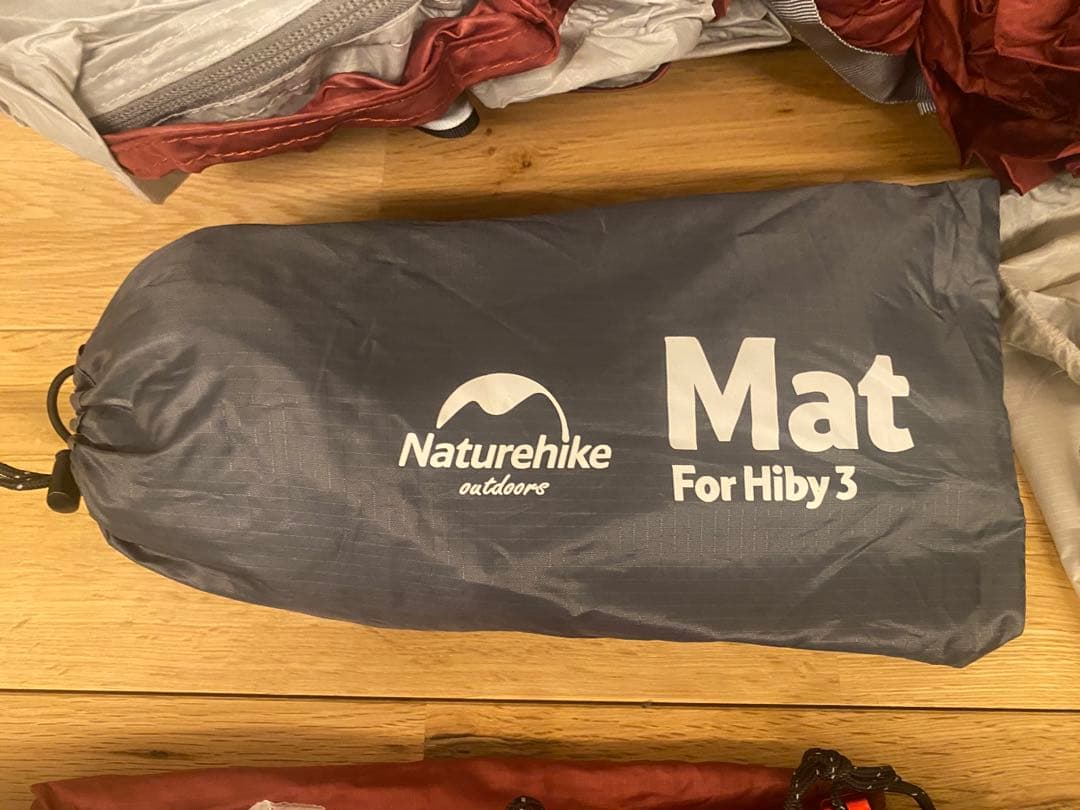 Naturehike
outdoors
Mat
For Hiby 3